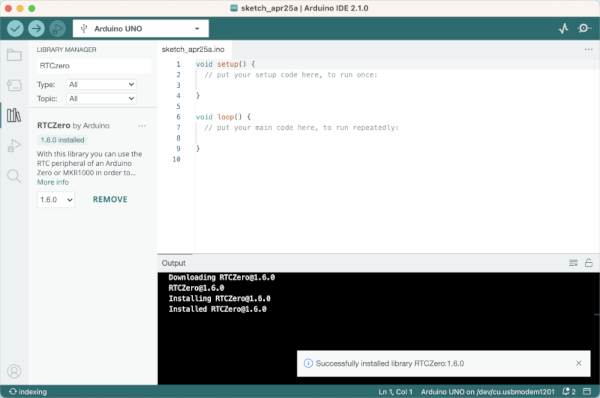 sketch_apr25a | Arduino IDE 2.1.0
Arduino UNO
LIBRARY MANAGER
RTCzero
Type: All
Topic: All
RTCZero by Arduino
1.6.0 installed
With this library you can use the
RTC peripheral of an Arduino
Zero or MKR1000 in order to...
More info
1.6.0 REMOVE
sketch_apr25a.ino
1 void setup() {
2 // put your setup code here, to run once:
3
4 }
5
6 void loop() {
7 // put your main code here, to run repeatedly:
8
9 }
10
Output
Downloading RTCZero@1.6.0
RTCZero@1.6.0
Installing RTCZero@1.6.0
Installed RTCZero@1.6.0
Successfully installed library RTCZero:1.6.0
Indexing Ln 1, Col 1 Arduino UNO on /dev/cu.usbmodem1201 2